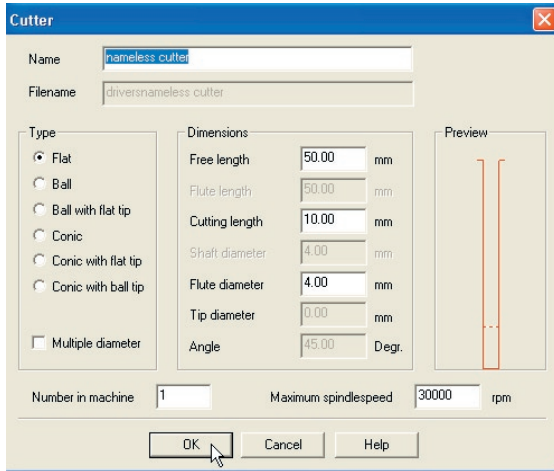 Cutter
Name nameless cutter
Filename driversnameless cutter
Type
Flat
Ball
Ball with flat tip
Conic
Conic with flat tip
Conic with ball tip
Multiple diameter
Dimensions
Free length 50.00 mm
Flute length 50.00 mm
Cutting length 10.00 mm
Shaft diameter 4.00 mm
Flute diameter 4.00 mm
Tip diameter 0.00 mm
Angle 45.00 Degr.
Preview
Number in machine 1 Maximum spindlespeed 30000 rpm
OK Cancel Help